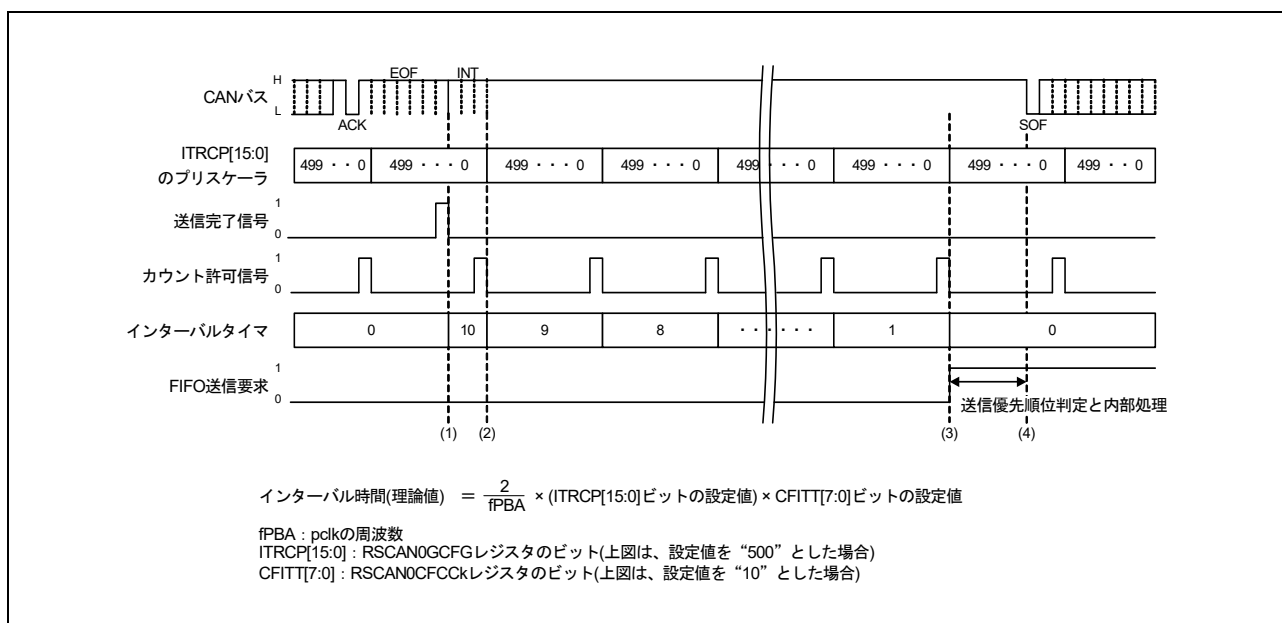 EOF INT
H
CANバス
L
ACK SOF
ITRCP[15:0]
のプリスケーラ
499・・0 499・・・0 499・・・0 499・・・0 499・・・0 499・・・0 499・・・0 499・・0
1
送信完了信号
0
1
カウント許可信号
0
インターバルタイマ 0 10 9 8 ・・・・・・ 1 0
1
FIFO送信要求
0
送信優先順位判定と内部処理
(1) (2) (3) (4)
インターバル時間(理論値) = 2/fPBA × (ITRCP[15:0]ビットの設定値) × CFITT[7:0]ビットの設定値
fPBA : pclkの周波数
ITRCP[15:0] : RSCAN0GCFGレジスタのビット(上図は、設定値を“500”とした場合)
CFITT[7:0] : RSCAN0CFCCkレジスタのビット(上図は、設定値を“10”とした場合)